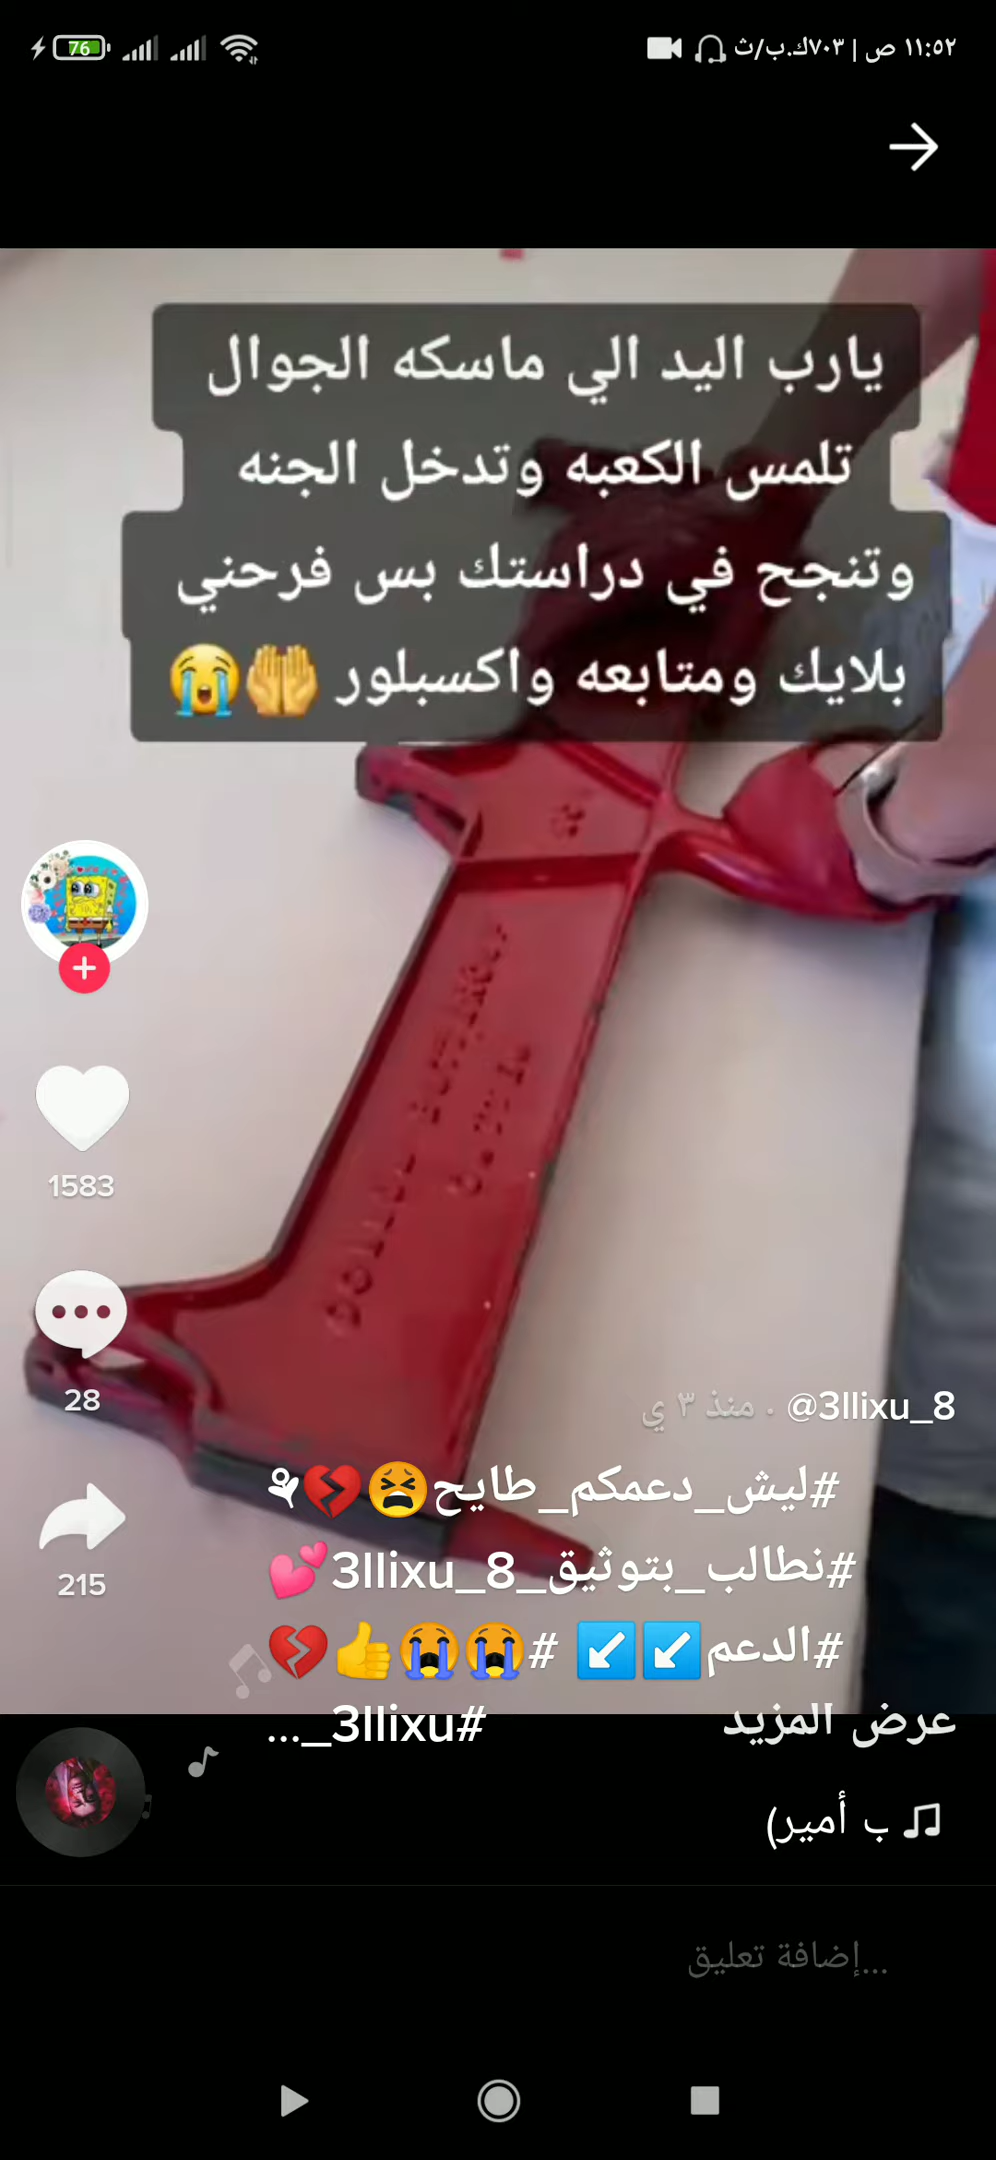 76
١١:٥٢ ص | ٧٠٣ك.ب/ث
يارب اليد الي ماسكه الجوال
تلمس الكعبه وتدخل الجنه
وتنجح في دراستك بس فرحني
بلايك ومتابعه واكسبلور 🤲😭
1583
28
215
@3llixu_8 · منذ ٣ ي
#ليش_دعمكم_طايح😫💔⚘
#نطالب_بتوثيق_3llixu_8💕
#الدعم↙️↙️ #😭😭👍💔
#3llixu_...
عرض المزيد
♫ ب أمير)
إضافة تعليق...